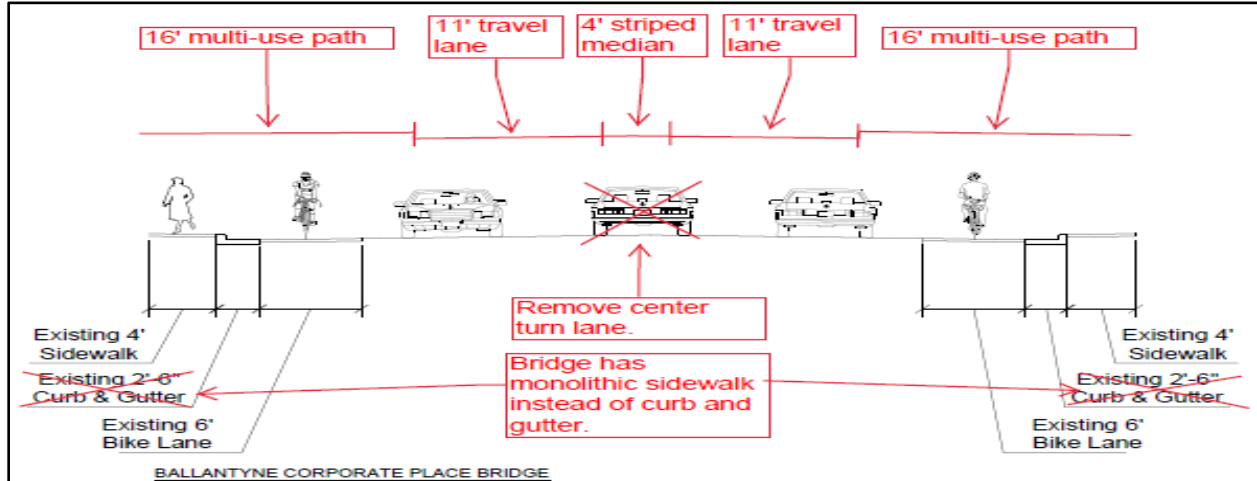 16' multi-use path
11' travel
lane
4' striped
median
11' travel
lane
16' multi-use path
Remove center
turn lane.
Existing 4'
Sidewalk
Existing 2'-6"
Curb & Gutter
Existing 6'
Bike Lane
Bridge has
monolithic sidewalk
instead of curb and
gutter.
Existing 4'
Sidewalk
Existing 2'-6"
Curb & Gutter
Existing 6'
Bike Lane
BALLANTYNE CORPORATE PLACE BRIDGE